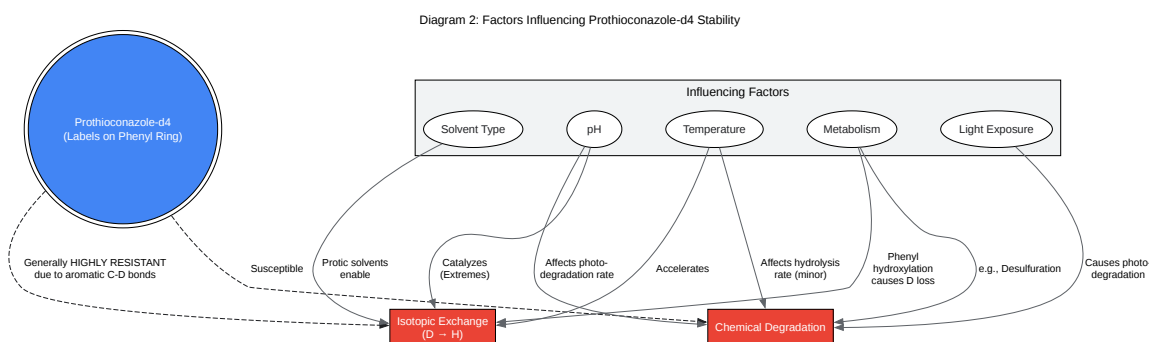 Diagram 2: Factors Influencing Prothioconazole-d4 Stability
Influencing Factors
Prothioconazole-d4
(Labels on Phenyl Ring)
Solvent Type
pH
Temperature
Metabolism
Light Exposure
Generally HIGHLY RESISTANT
due to aromatic C-D bonds
Susceptible
Protic solvents
enable
Catalyzes
(Extremes)
Affects photo-
degradation rate
Accelerates
Affects hydrolysis
rate (minor)
Phenyl
hydroxylation
causes D loss
e.g., Desulfuration
Causes photo-
degradation
Isotopic Exchange
(D → H)
Chemical Degradation